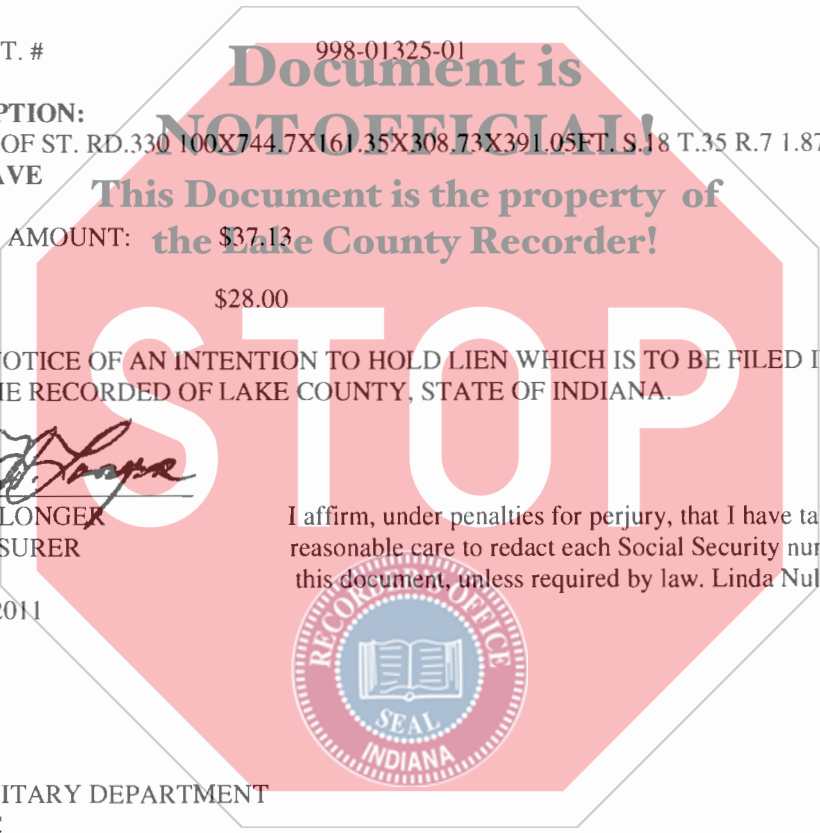 T. # 998-01325-01
Document is
PTION:
NOT OFFICIAL!
OF ST. RD.330 100X744.7X161.35X308.73X391.05FT. S.18 T.35 R.7 1.87
AVE
This Document is the property of
AMOUNT: $37.13
the Lake County Recorder!
$28.00
STOP
NOTICE OF AN INTENTION TO HOLD LIEN WHICH IS TO BE FILED I
HE RECORDED OF LAKE COUNTY, STATE OF INDIANA.
LONGER
SURER
I affirm, under penalties for perjury, that I have ta
reasonable care to redact each Social Security nur
this document, unless required by law. Linda Nul
2011
RECORDER'S OFFICE
SEAL
INDIANA
ITARY DEPARTMENT